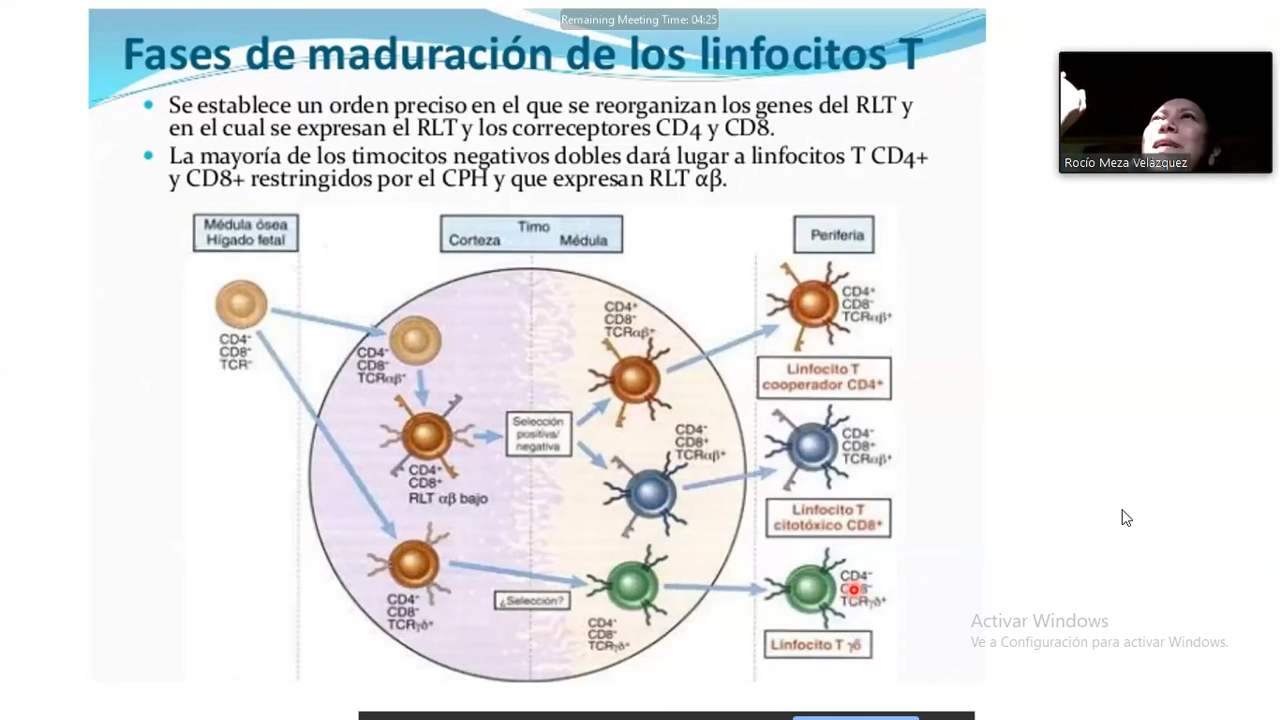 Remaining Meeting Time: 04:25
Fases de maduración de los linfocitos T
• Se establece un orden preciso en el que se reorganizan los genes del RLT y
en el cual se expresan el RLT y los correceptores CD4 y CD8.
• La mayoría de los timocitos negativos dobles dará lugar a linfocitos T CD4+
y CD8+ restringidos por el CPH y que expresan RLT αβ.
Rocío Meza Velázquez
Médula ósea
Hígado fetal
Timo
Corteza Médula
Periferia
CD4⁻
CD8⁻
TCR⁻
CD4⁻
CD8⁻
TCRαβ⁺
CD4⁺
CD8⁺
RLT αβ bajo
Selección
positiva/
negativa
CD4⁺
CD8⁻
TCRαβ⁺
CD4⁻
CD8⁺
TCRαβ⁺
CD4⁺
CD8⁻
TCRαβ⁺
Linfocito T
cooperador CD4⁺
CD4⁻
CD8⁺
TCRαβ⁺
Linfocito T
citotóxico CD8⁺
CD4⁻
CD8⁻
TCRγδ⁺
¿Selección?
CD4⁻
CD8⁻
TCRγδ⁺
CD4⁻
TCRγδ⁺
Linfocito T γδ
Activar Windows
Ve a Configuración para activar Windows.